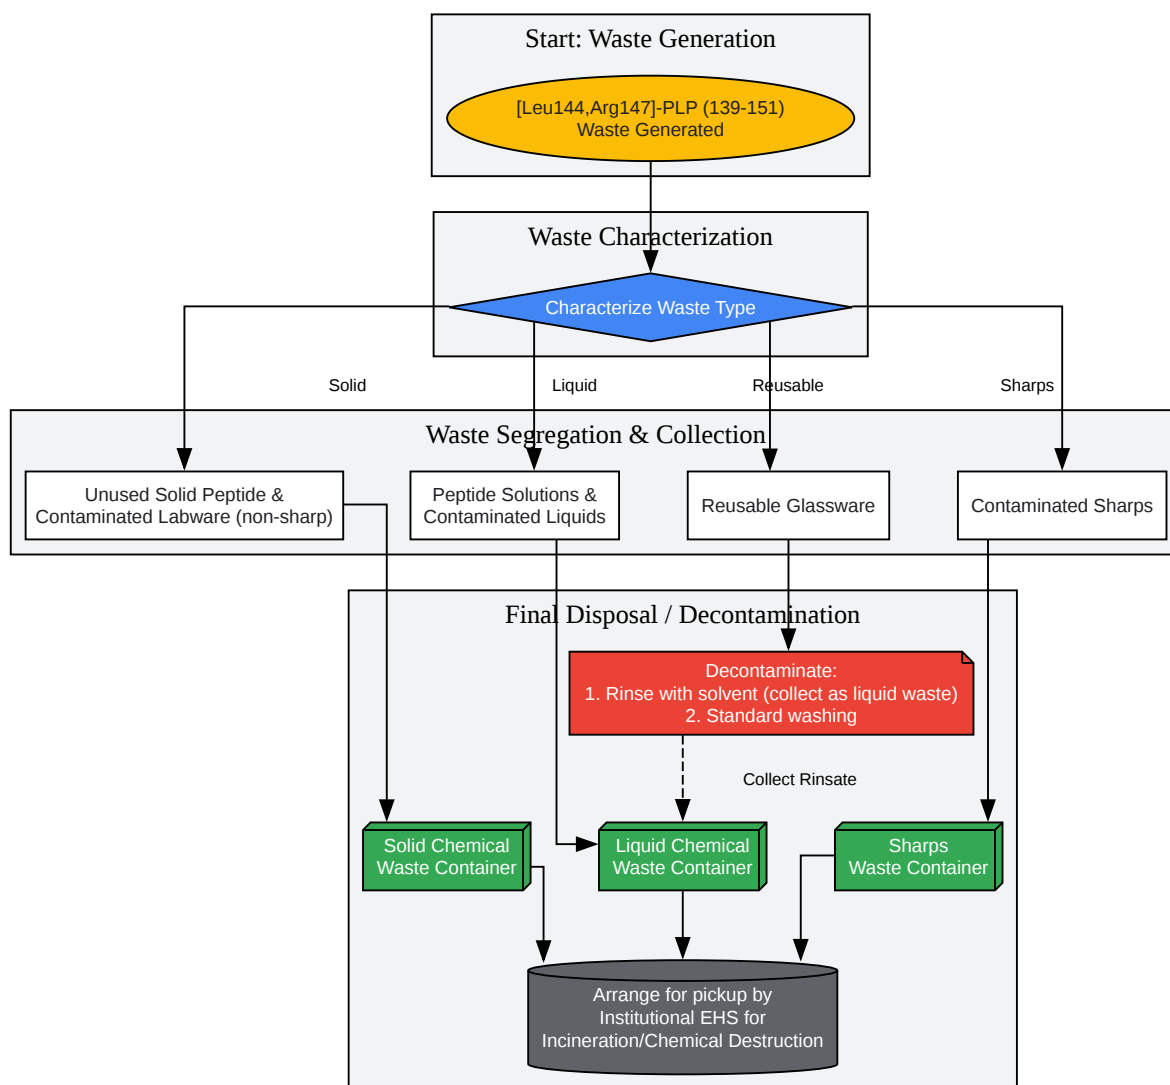 Start: Waste Generation
[Leu144,Arg147]-PLP (139-151)
Waste Generated
Waste Characterization
Characterize Waste Type
Solid
Liquid
Reusable
Sharps
Waste Segregation & Collection
Unused Solid Peptide &
Contaminated Labware (non-sharp)
Peptide Solutions &
Contaminated Liquids
Reusable Glassware
Contaminated Sharps
Final Disposal / Decontamination
Decontaminate:
1. Rinse with solvent (collect as liquid waste)
2. Standard washing
Collect Rinsate
Solid Chemical
Waste Container
Liquid Chemical
Waste Container
Sharps
Waste Container
Arrange for pickup by
Institutional EHS for
Incineration/Chemical Destruction